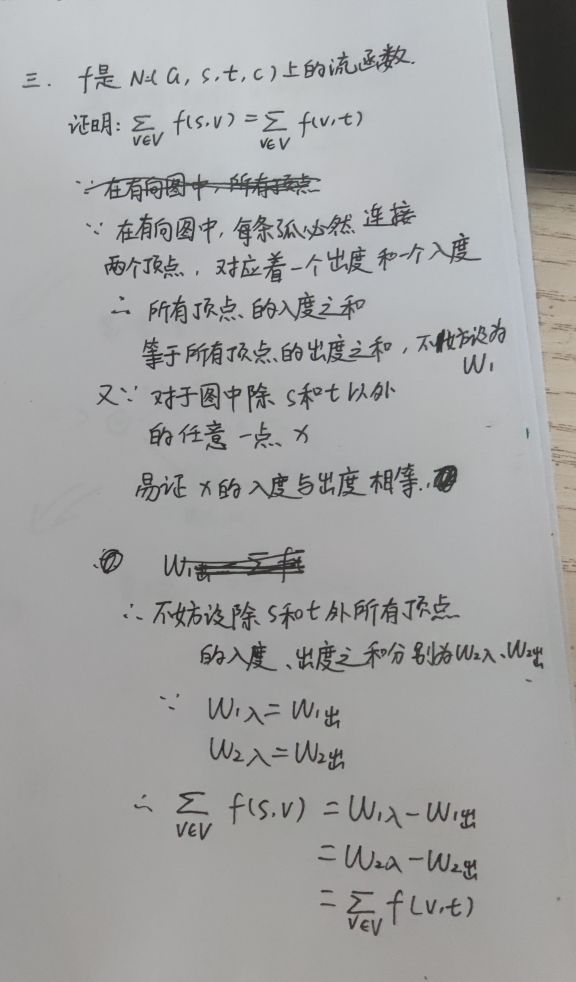 三. f是 N=(G, s, t, c) 上的流函数.
证明: ∑_{v∈V} f(s,v) = ∑_{v∈V} f(v,t)
∵ 在有向图中, 所有顶点
∵ 在有向图中, 每条弧必然 连接
两个顶点, 对应着一个出度和一个入度
∴ 所有顶点 的入度之和
等于所有顶点的出度之和, 不妨设为
W₁
又∵ 对于图中除 s和t 以外
的任意一点 x
易证 x的入度与出度相等.
∴ 不妨设除 s和t 外所有顶点
的入度、出度之和分别为W₂入、W₂出
∵ W₁入 = W₁出
W₂入 = W₂出
∴ ∑_{v∈V} f(s,v) = W₁入 - W₁出
= W₂入 - W₂出
= ∑_{v∈V} f(v,t)